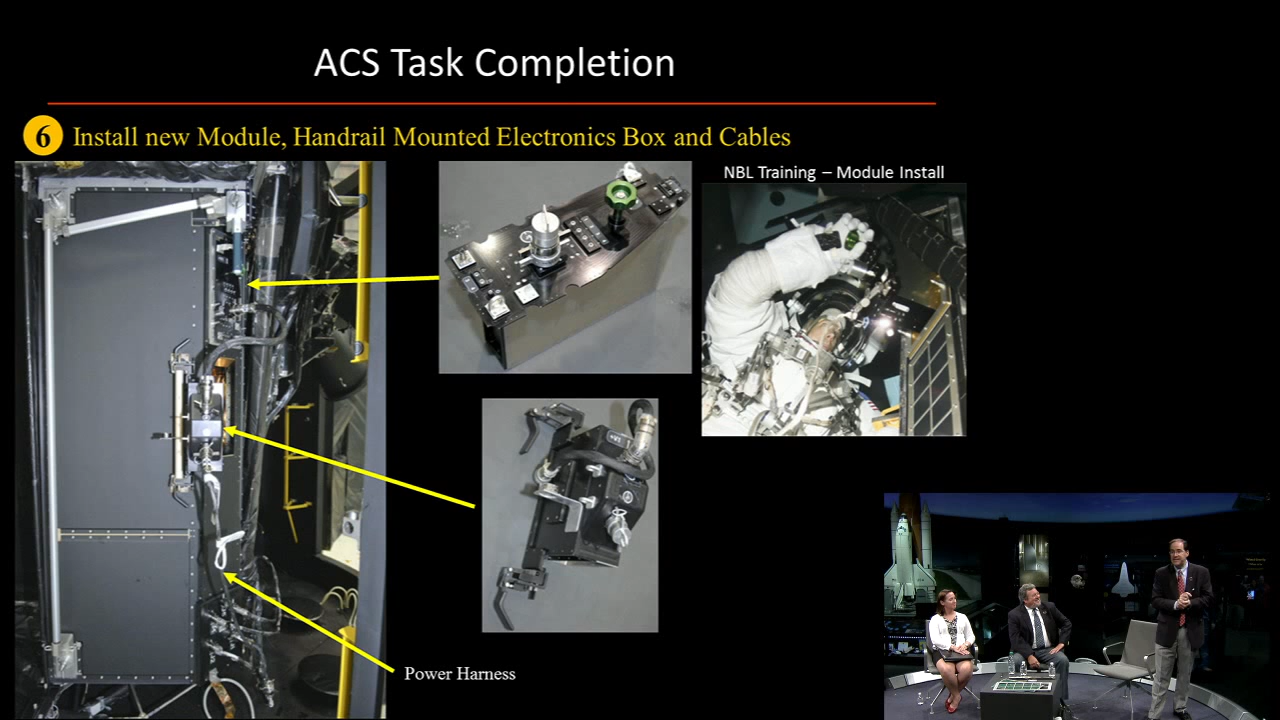 ACS Task Completion
6 Install new Module, Handrail Mounted Electronics Box and Cables
NBL Training – Module Install
Power Harness